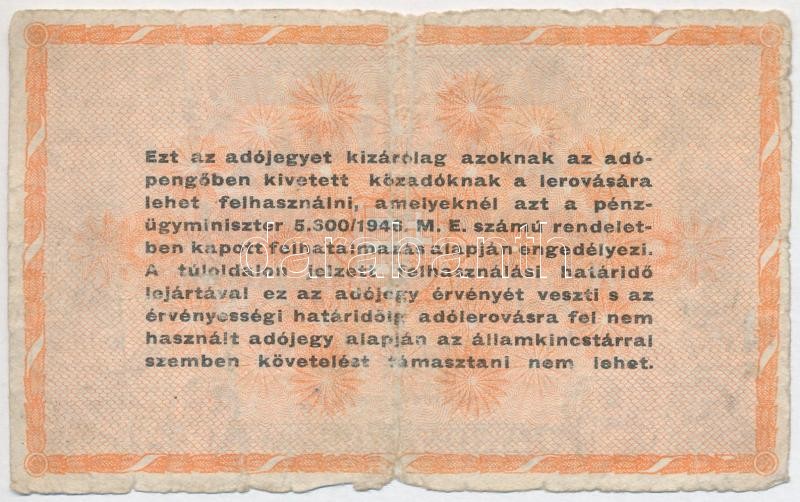 Ezt az adójegyet kizárólag azoknak az adó-
pengőben kivetett közadóknak a lerovására
lehet felhasználni, amelyeknél azt a pénz-
ügyminiszter 5.600/1946. M. E. számú rendelet-
ben kapott felhatalmazás alapján engedélyezi.
A túloldalon jelzett felhasználási határidő
lejártával ez az adójegy érvényét veszti s az
érvényességi határidőig adólerovásra fel nem
használt adójegy alapján az államkincstárral
szemben követelést támasztani nem lehet.
darabanth